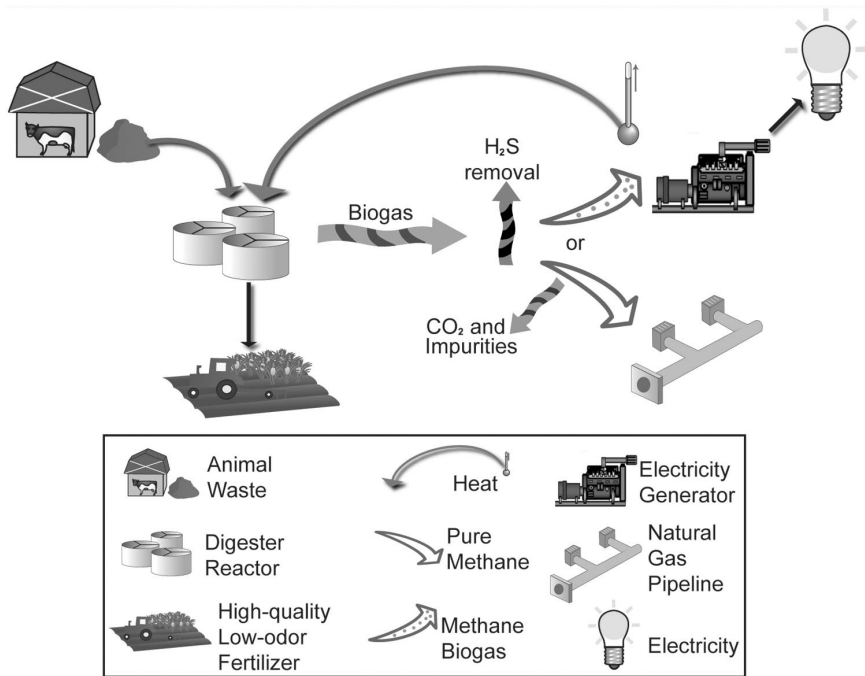 H₂S
removal
Biogas
or
CO₂ and
Impurities
Animal
Waste
Heat
Electricity
Generator
Digester
Reactor
Pure
Methane
Natural
Gas
Pipeline
High-quality
Low-odor
Fertilizer
Methane
Biogas
Electricity